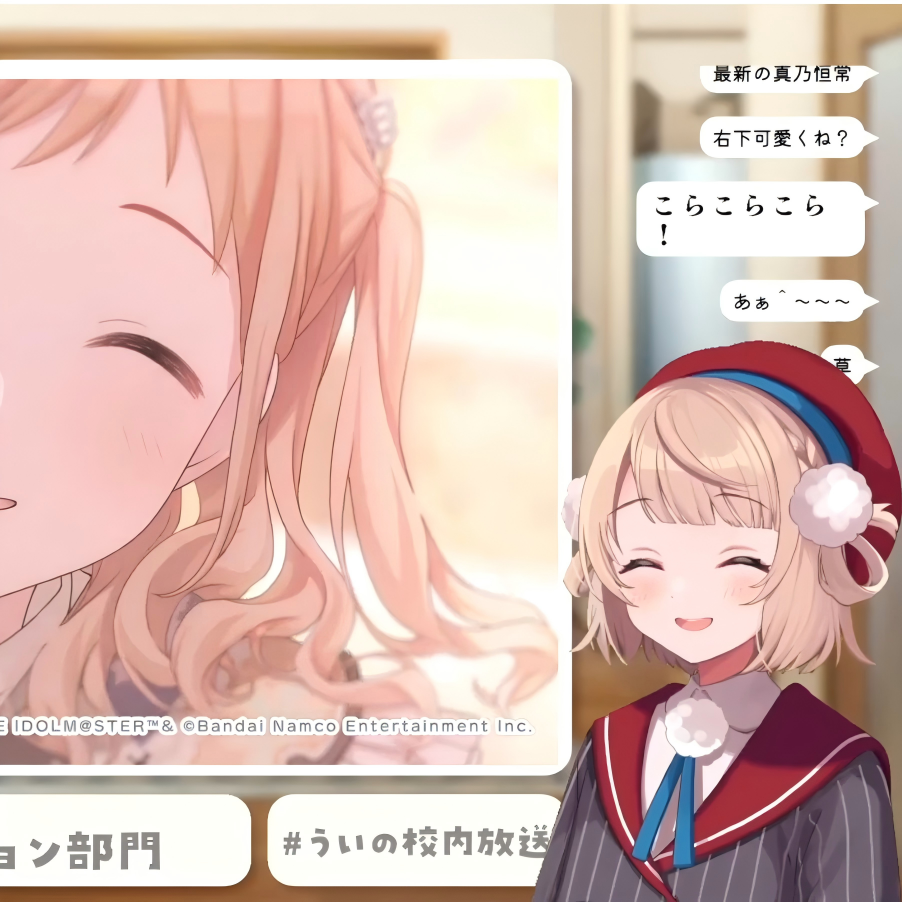 最新の真乃恒常
右下可愛くね？
こらこらこら
！
あぁ＾～～～
草
E IDOLM@STER™& ©Bandai Namco Entertainment Inc.
ョン部門
#ういの校内放送